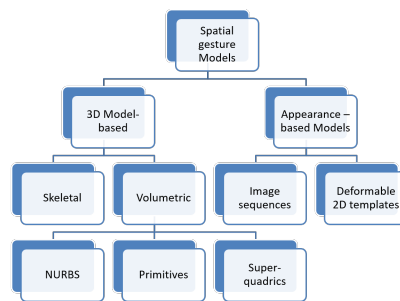 Spatial
gesture
Models
3D Model-
based
Appearance –
based Models
Skeletal
Volumetric
Image
sequences
Deformable
2D templates
NURBS
Primitives
Super-
quadrics